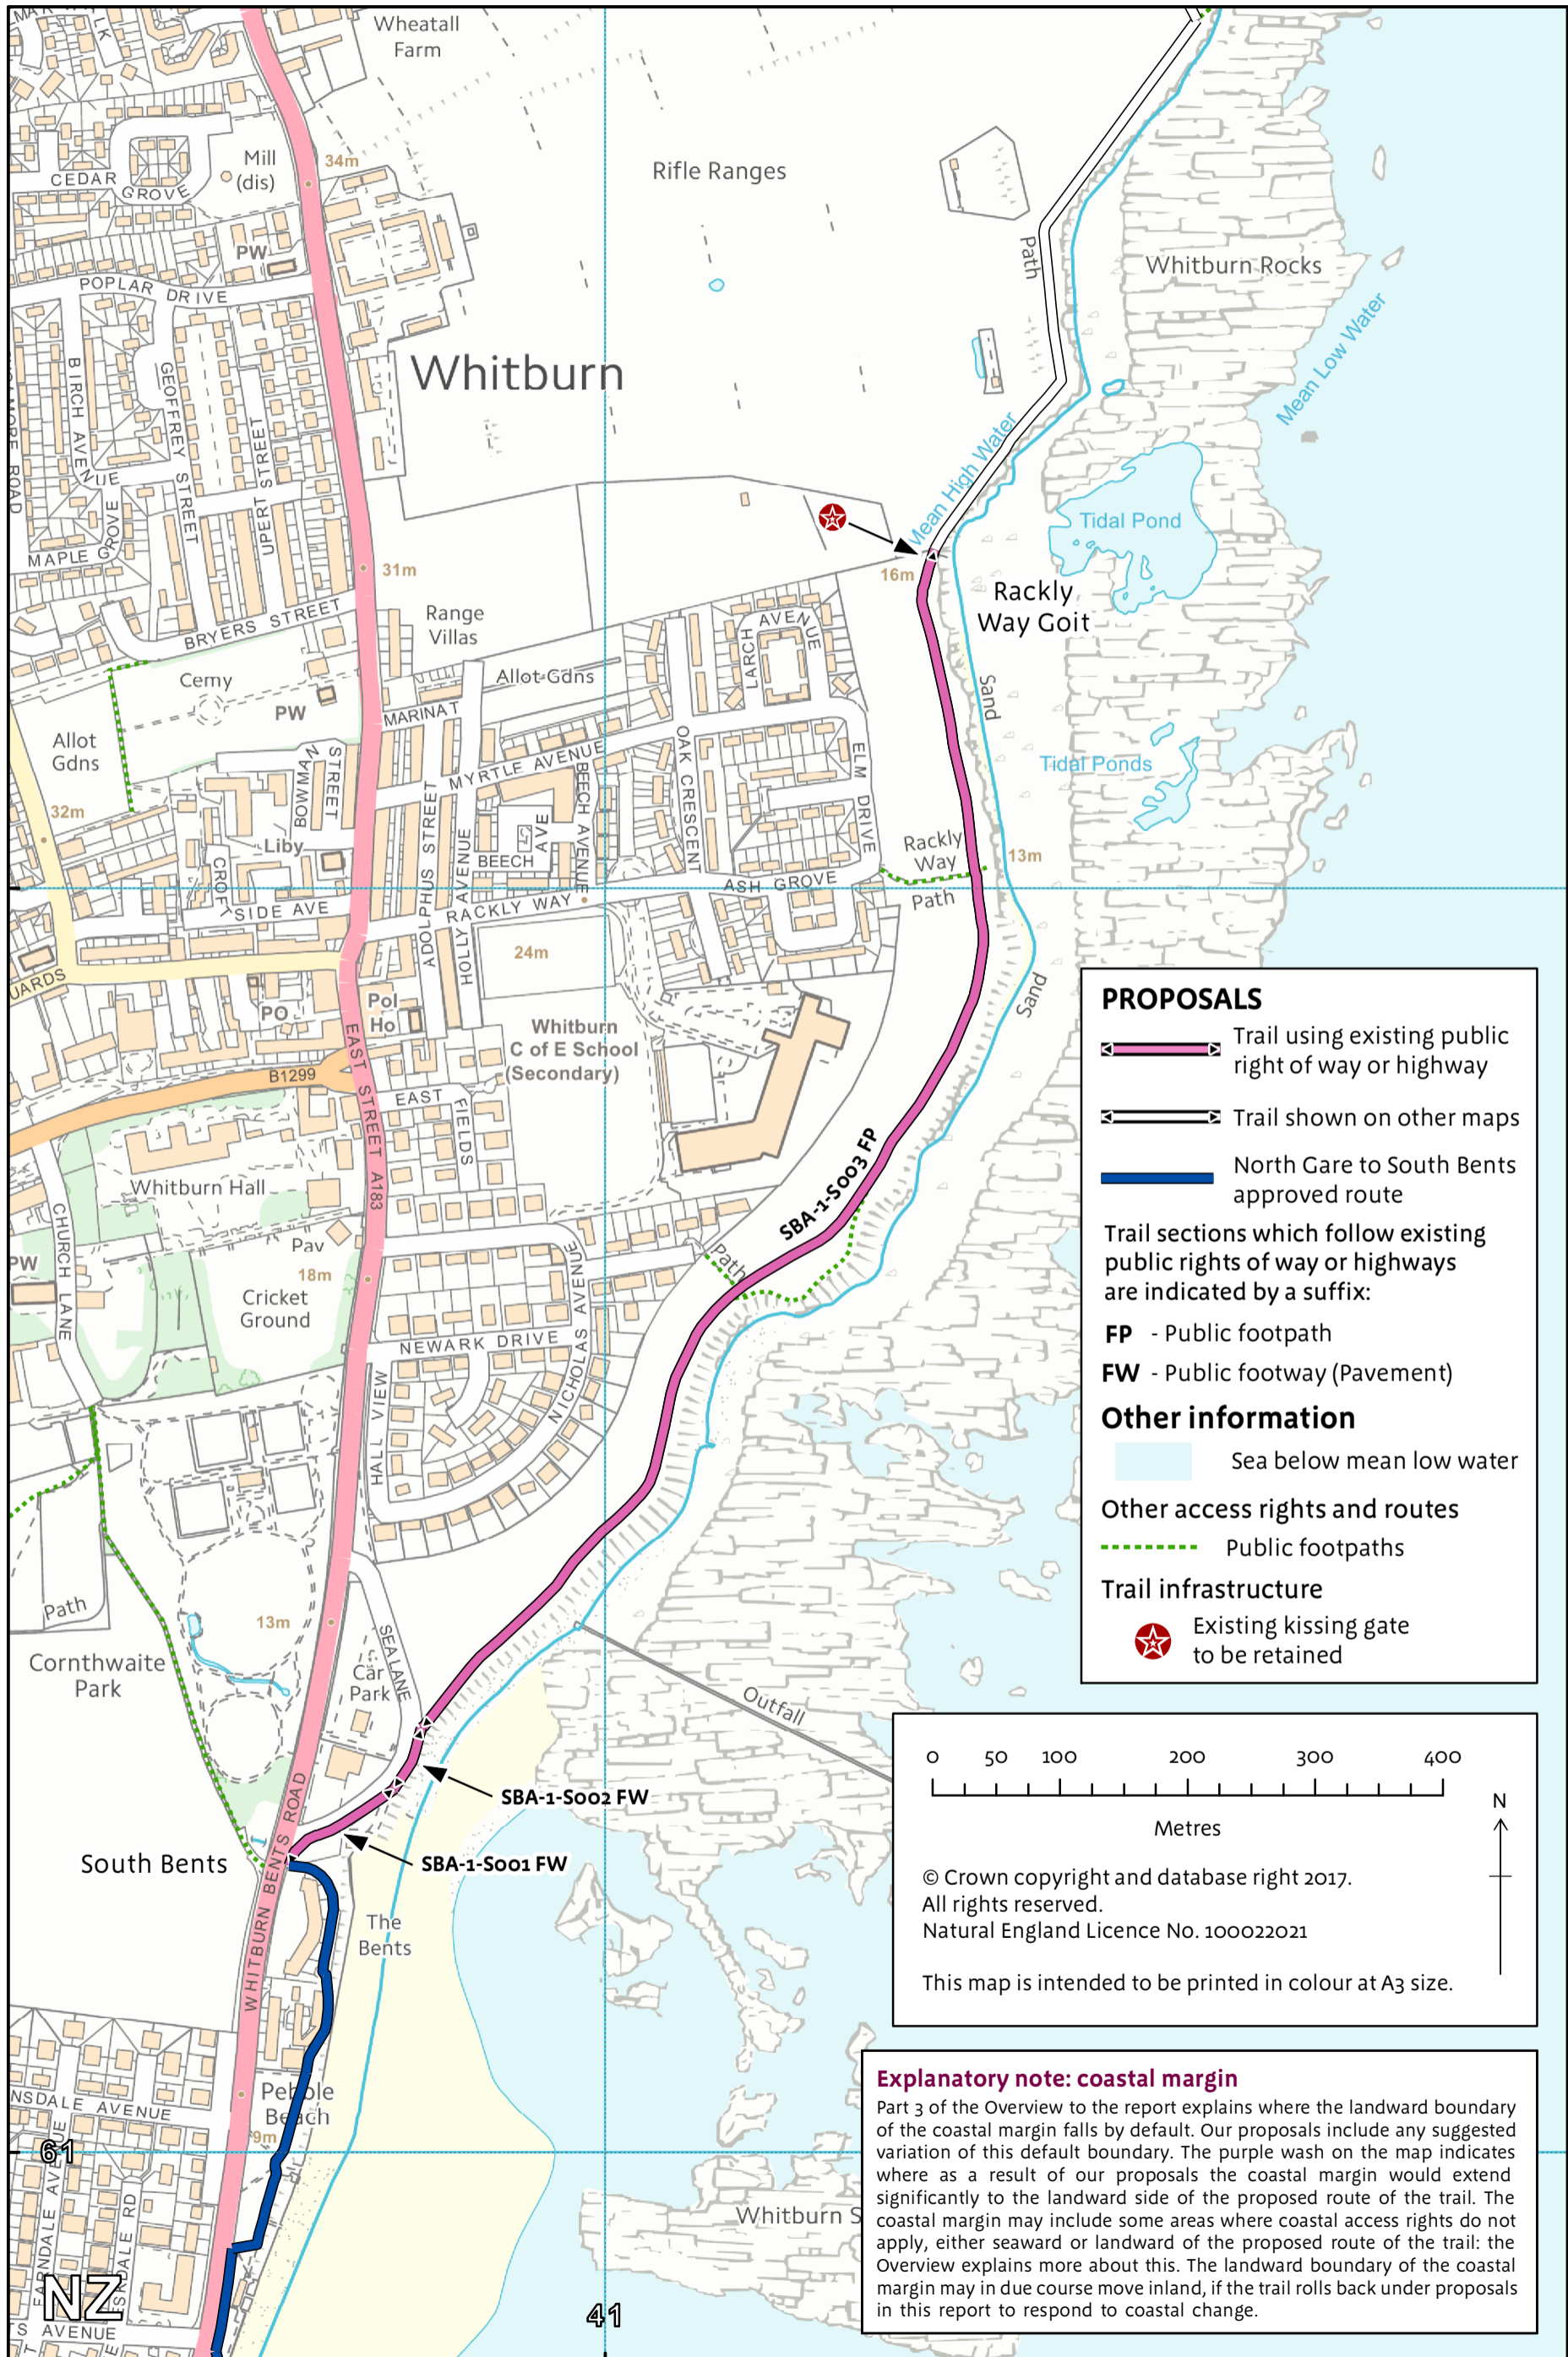 Wheatall
Farm
Mill
(dis)
34m
CEDAR
GROVE
PW
POPLAR DRIVE
Rifle Ranges
Path
Whitburn Rocks
Mean Low Water
Whitburn
BIRCH AVENUE
GEOFFREY STREET
LUPERT STREET
MAPLE GROVE
Mean High Water
Tidal Pond
31m
16m
Rackly
Way Goit
BRYERS STREET
Range
Villas
LARCH
AVENUE
Cemy
PW
Allot Gdns
MARINA T
Sand
Allot
Gdns
BOWMAN
STREET
MYRTLE AVENUE
OAK CRESCENT
ELM DRIVE
Tidal Ponds
32m
Liby
CROFT
SIDE AVE
ADOLPHUS STREET
HOLLY AVENUE
BEECH
AVE
BEECH AVENUE
Rackly
Way
Path
13m
ASH GROVE
RACKLY WAY
24m
UARDS
PO
Pol
Ho
Whitburn
C of E School
(Secondary)
Sand
B1299
EAST STREET A183
EAST
FIELDS
Whitburn Hall
CHURCH LANE
PW
Pav
18m
Cricket
Ground
SBA-1-S003 FP
Path
NEWARK DRIVE
NICHOLAS AVENUE
HALL VIEW
Path
13m
Cornthwaite
Park
SEA LANE
Car
Park
Outfall
SBA-1-S002 FW
SBA-1-S001 FW
South Bents
WHITBURN BENTS ROAD
The
Bents
NSDALE AVENUE
Pebble
Beach
9m
61
FARNDALE AVENUE
ESKDALE RD
NZ
S AVENUE
41
Whitburn S
PROPOSALS
Trail using existing public
right of way or highway
Trail shown on other maps
North Gare to South Bents
approved route
Trail sections which follow existing
public rights of way or highways
are indicated by a suffix:
FP - Public footpath
FW - Public footway (Pavement)
Other information
Sea below mean low water
Other access rights and routes
Public footpaths
Trail infrastructure
Existing kissing gate
to be retained
0 50 100 200 300 400
Metres
N
© Crown copyright and database right 2017.
All rights reserved.
Natural England Licence No. 100022021
This map is intended to be printed in colour at A3 size.
Explanatory note: coastal margin
Part 3 of the Overview to the report explains where the landward boundary
of the coastal margin falls by default. Our proposals include any suggested
variation of this default boundary. The purple wash on the map indicates
where as a result of our proposals the coastal margin would extend
significantly to the landward side of the proposed route of the trail. The
coastal margin may include some areas where coastal access rights do not
apply, either seaward or landward of the proposed route of the trail: the
Overview explains more about this. The landward boundary of the coastal
margin may in due course move inland, if the trail rolls back under proposals
in this report to respond to coastal change.